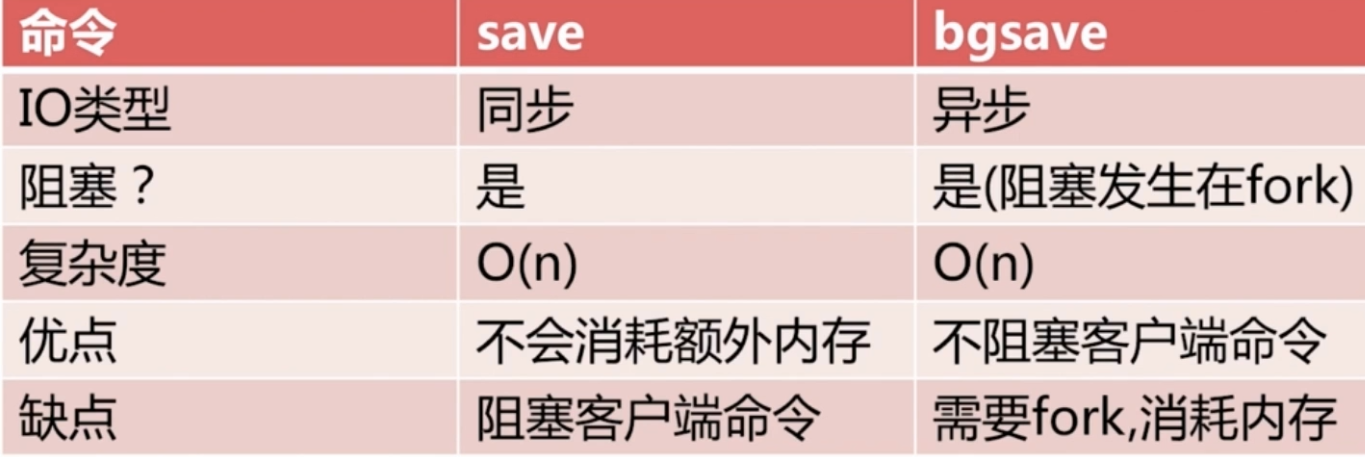 命令 save bgsave
IO类型 同步 异步
阻塞？ 是 是(阻塞发生在fork)
复杂度 O(n) O(n)
优点 不会消耗额外内存 不阻塞客户端命令
缺点 阻塞客户端命令 需要fork,消耗内存